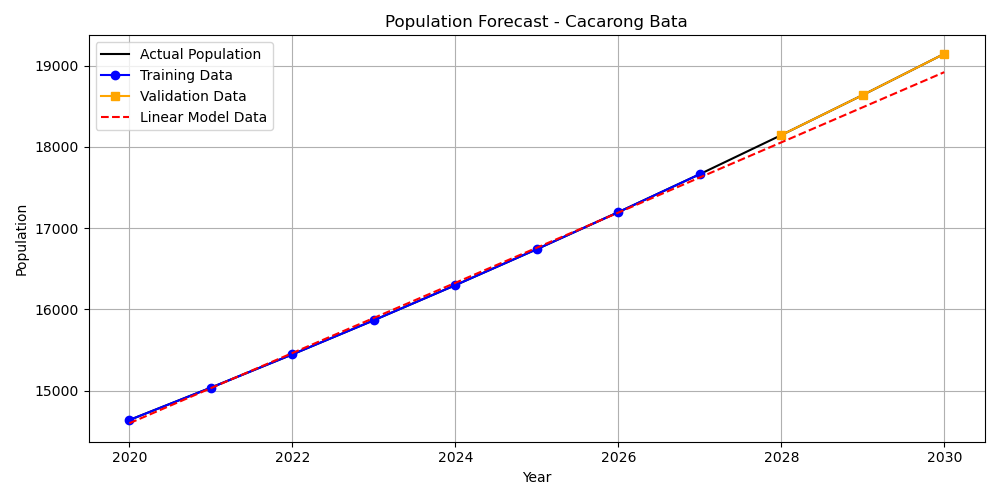 Population Forecast - Cacarong Bata
Actual Population
Training Data
Validation Data
Linear Model Data
19000
18000
17000
16000
15000
Population
2020 2022 2024 2026 2028 2030
Year